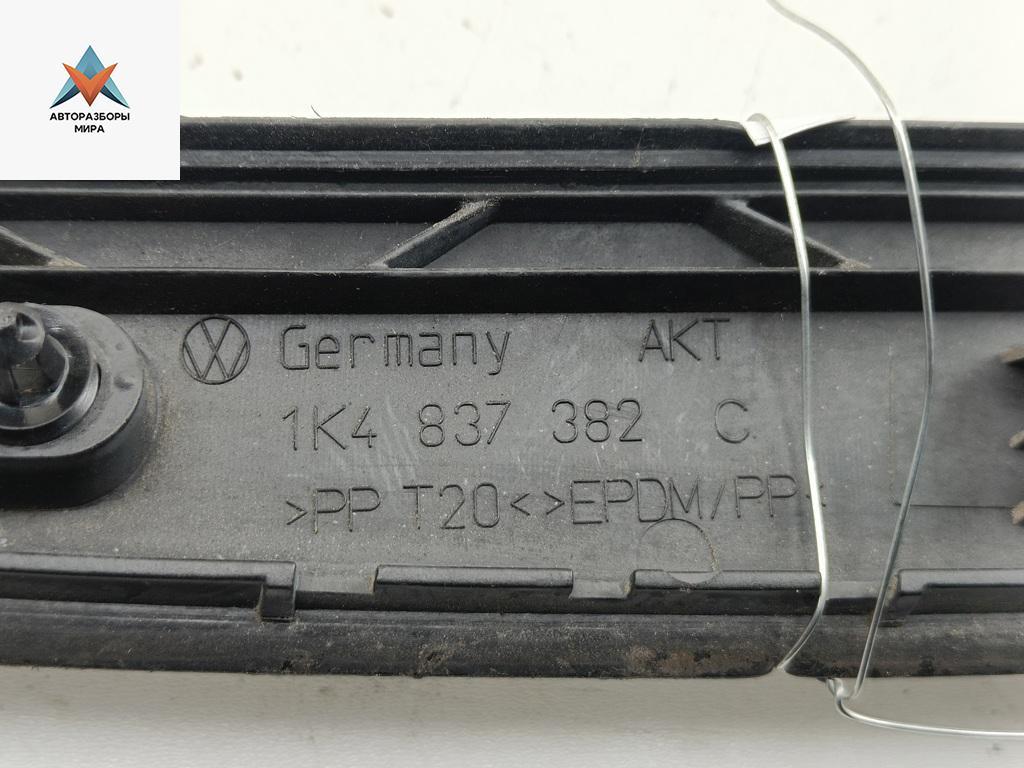 АВТОРАЗБОРЫ
МИРА
Germany AKT
1K4 837 382 C
>PP T20< >EPDM/PP<